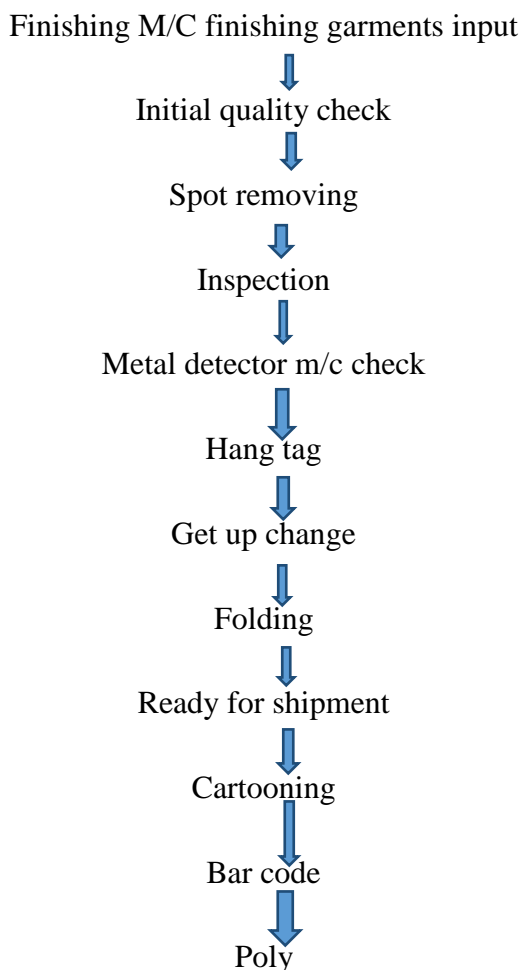 Finishing M/C finishing garments input
Initial quality check
Spot removing
Inspection
Metal detector m/c check
Hang tag
Get up change
Folding
Ready for shipment
Cartooning
Bar code
Poly